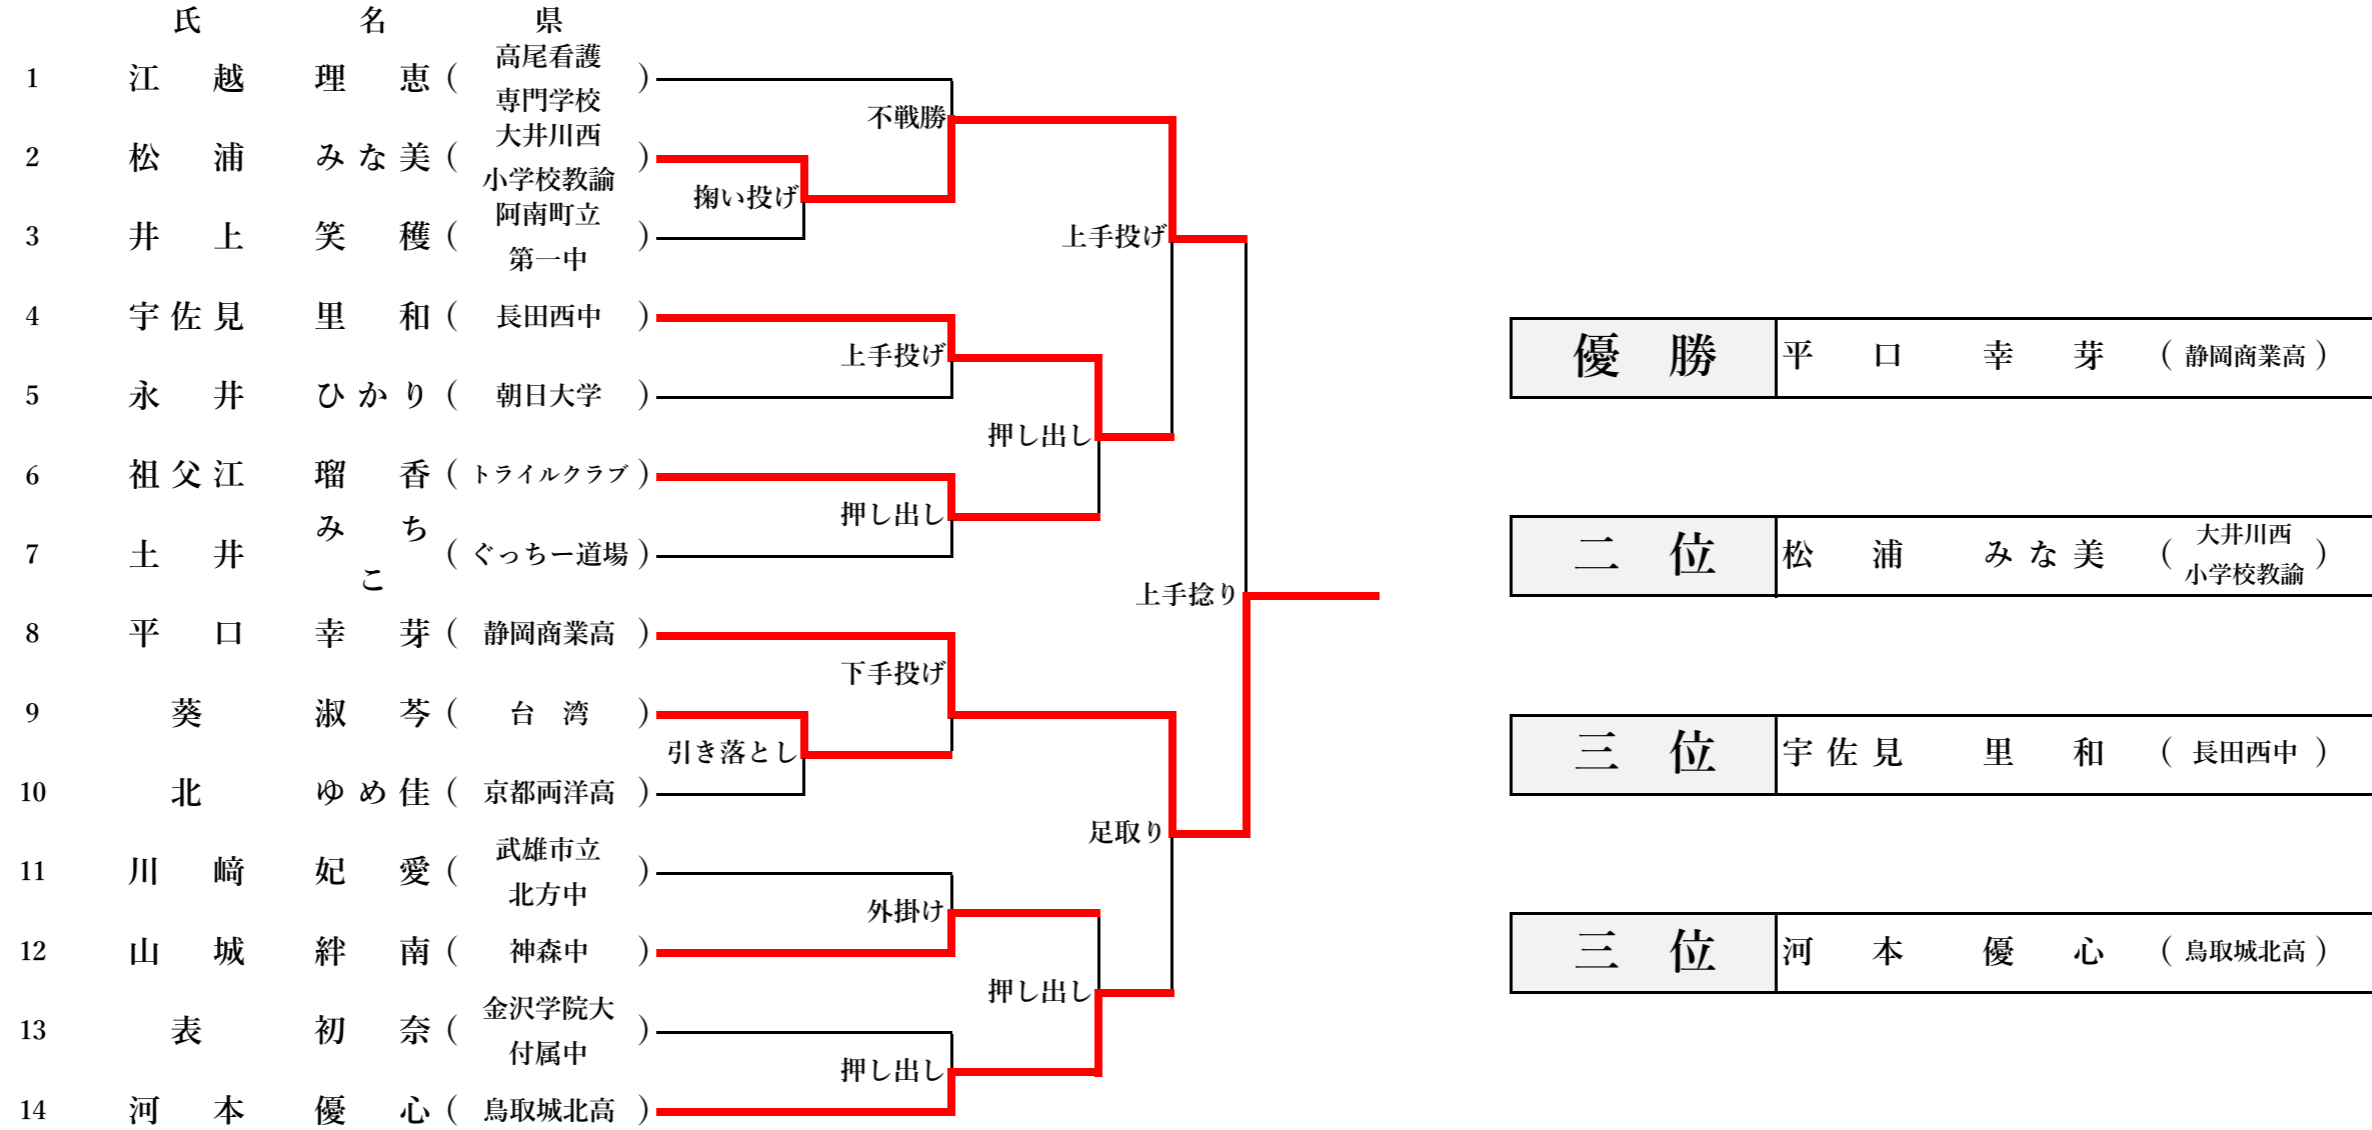 氏 名 県
1 江越 理恵 (高尾看護
専門学校)
2 松浦 みな美 (大井川西
小学校教諭)
3 井上 笑穫 (阿南町立
第一中)
4 宇佐見 里和 (長田西中)
5 永井 ひかり (朝日大学)
6 祖父江 瑠香 (トライルクラブ)
7 土井 みち
こ (ぐっちー道場)
8 平口 幸芽 (静岡商業高)
9 葵 淑芩 (台 湾)
10 北 ゆめ佳 (京都両洋高)
11 川﨑 妃愛 (武雄市立
北方中)
12 山城 絆南 (神森中)
13 表 初奈 (金沢学院大
付属中)
14 河本 優心 (鳥取城北高)
不戦勝
掬い投げ
上手投げ
上手投げ
押し出し
押し出し
上手捻り
下手投げ
引き落とし
足取り
外掛け
押し出し
押し出し
優勝 平口 幸芽 (静岡商業高)
二位 松浦 みな美 (大井川西
小学校教諭)
三位 宇佐見 里和 (長田西中)
三位 河本 優心 (鳥取城北高)